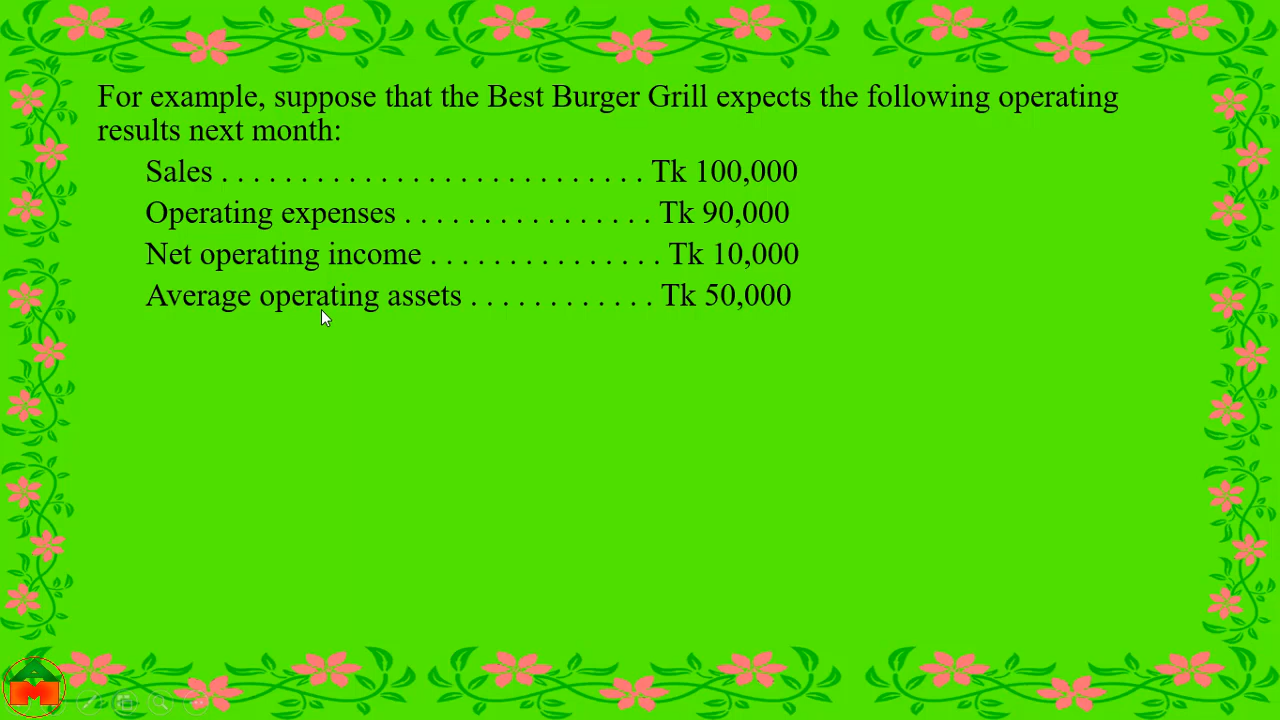 For example, suppose that the Best Burger Grill expects the following operating
results next month:
Sales . . . . . . . . . . . . . . . . . . . . . . . . . . . Tk 100,000
Operating expenses . . . . . . . . . . . . . . . . Tk 90,000
Net operating income . . . . . . . . . . . . . . . Tk 10,000
Average operating assets . . . . . . . . . . . . Tk 50,000
A
M